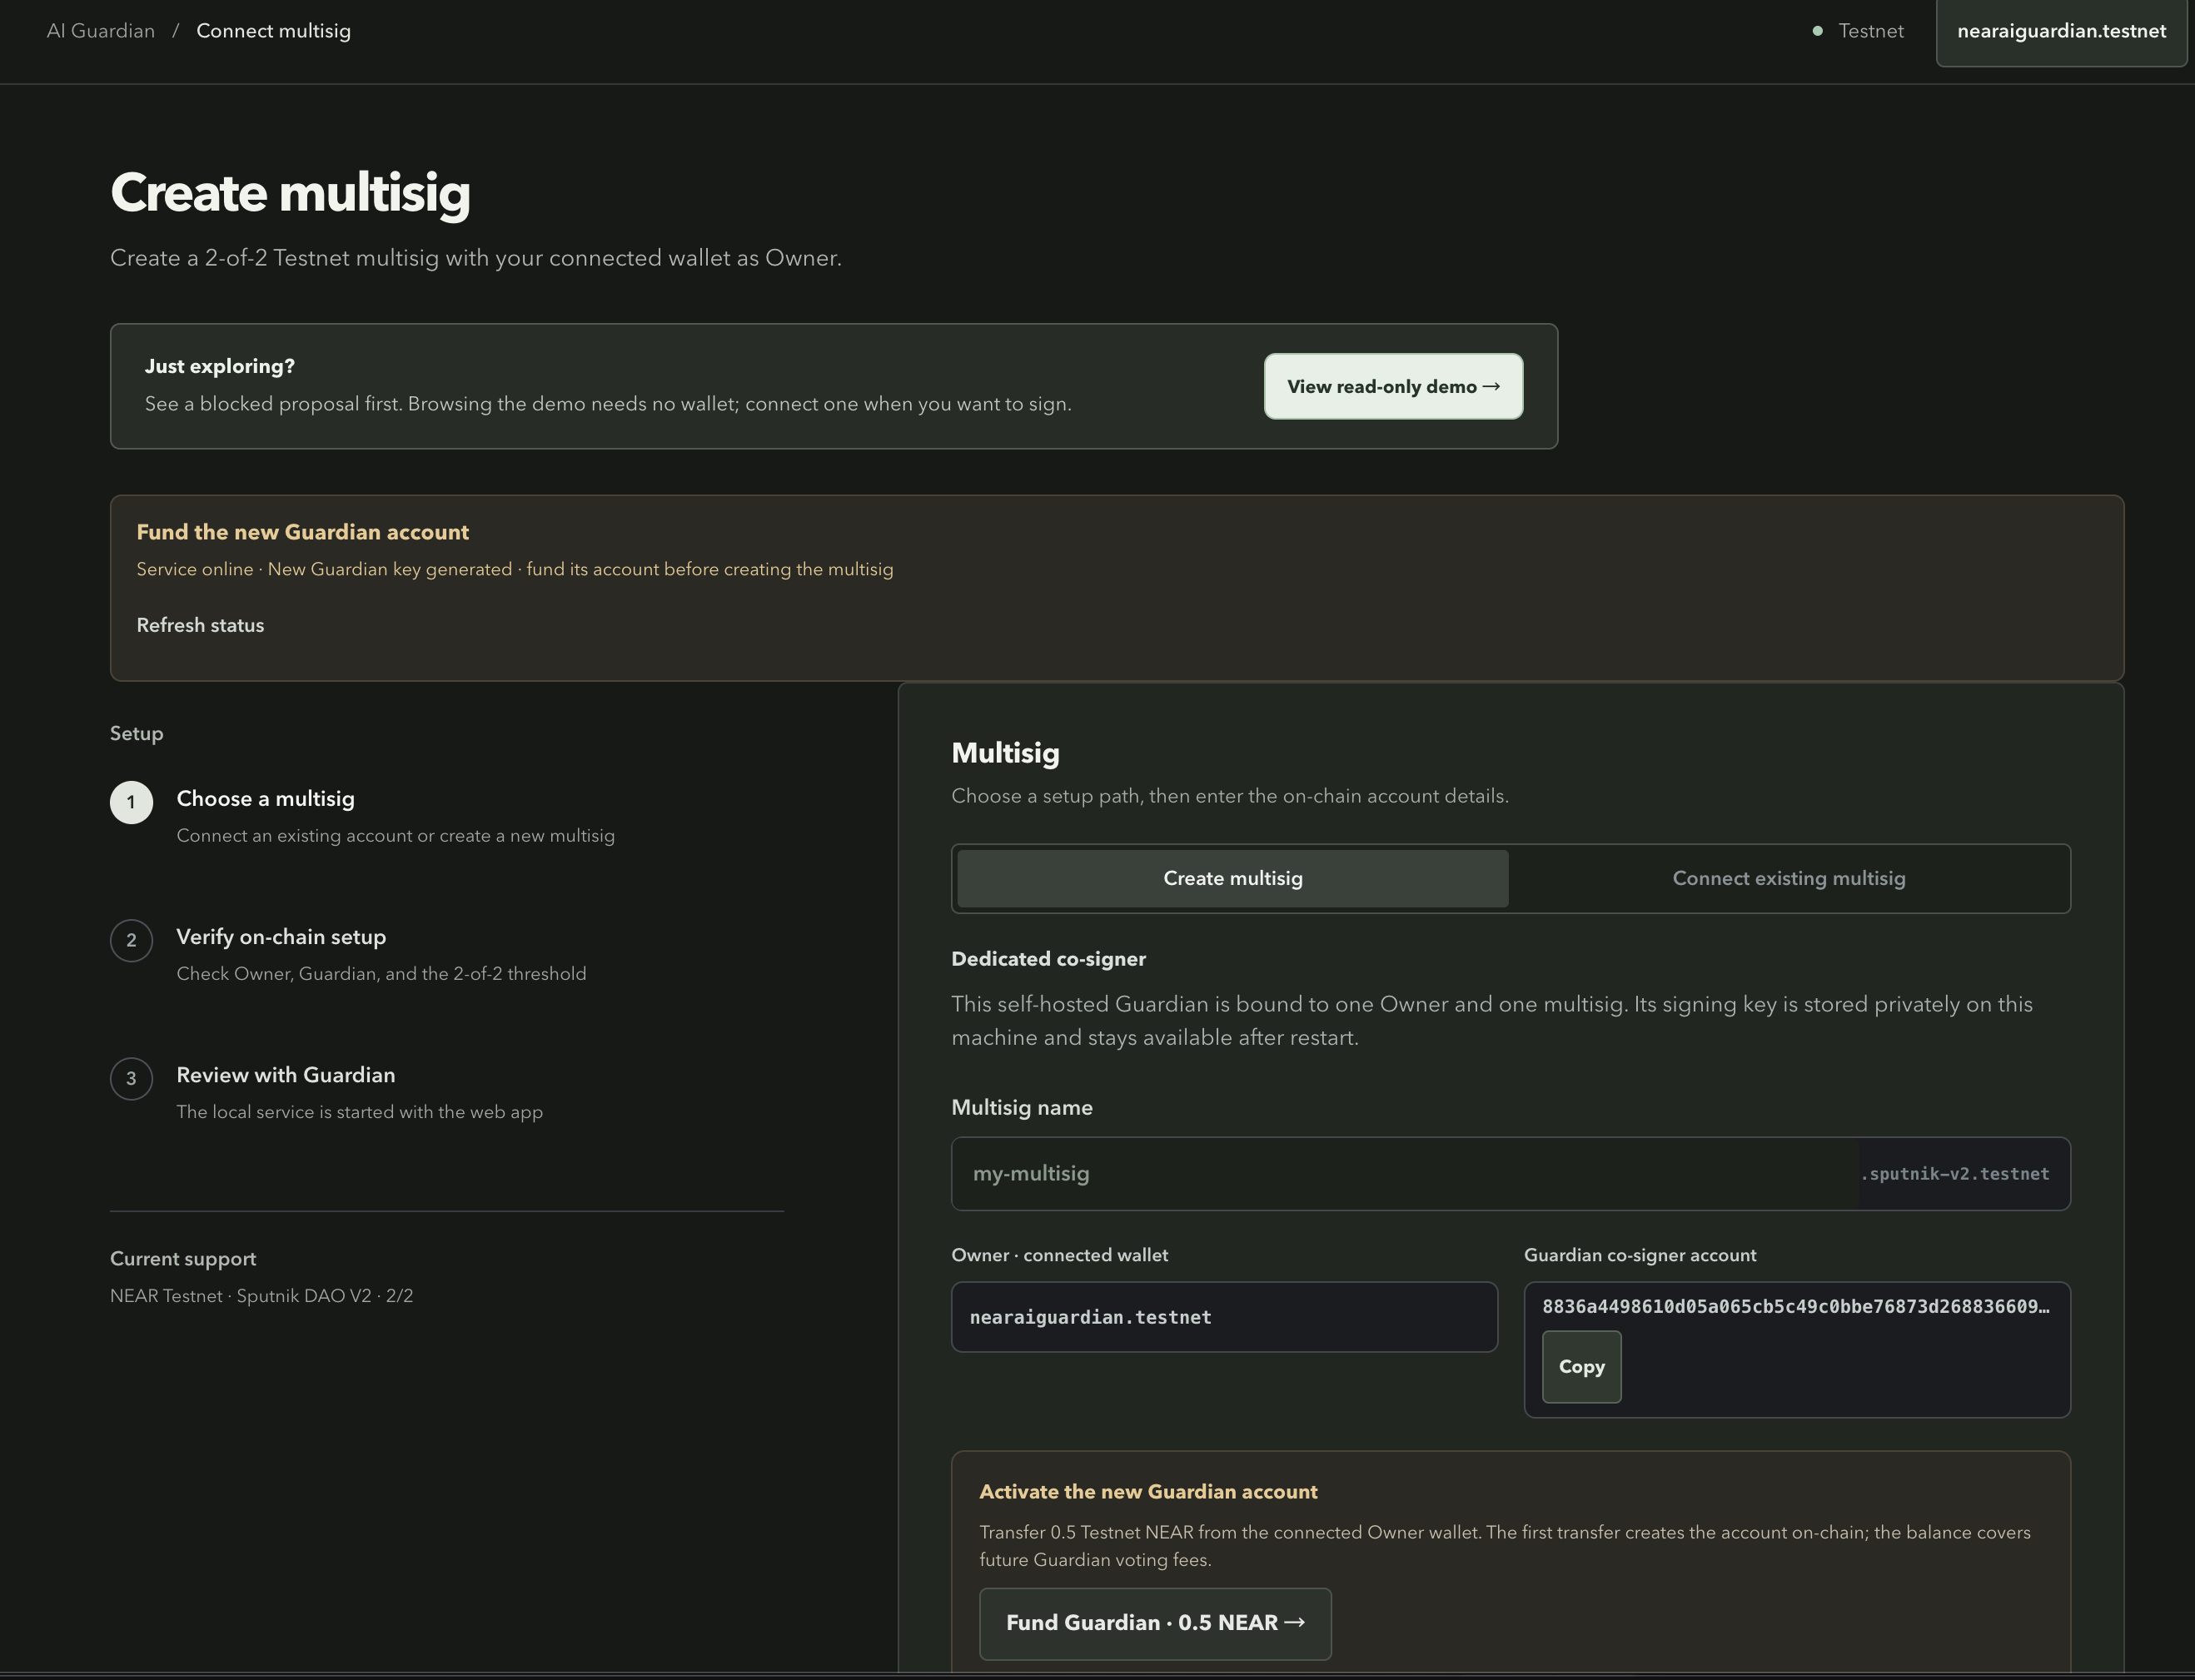 AI Guardian / Connect multisig
Testnet
nearaiguardian.testnet
Create multisig
Create a 2-of-2 Testnet multisig with your connected wallet as Owner.
Just exploring?
See a blocked proposal first. Browsing the demo needs no wallet; connect one when you want to sign.
View read-only demo →
Fund the new Guardian account
Service online · New Guardian key generated · fund its account before creating the multisig
Refresh status
Setup
1 Choose a multisig
Connect an existing account or create a new multisig
2 Verify on-chain setup
Check Owner, Guardian, and the 2-of-2 threshold
3 Review with Guardian
The local service is started with the web app
Current support
NEAR Testnet · Sputnik DAO V2 · 2/2
Multisig
Choose a setup path, then enter the on-chain account details.
Create multisig
Connect existing multisig
Dedicated co-signer
This self-hosted Guardian is bound to one Owner and one multisig. Its signing key is stored privately on this
machine and stays available after restart.
Multisig name
my-multisig
.sputnik-v2.testnet
Owner · connected wallet
nearaiguardian.testnet
Guardian co-signer account
8836a4498610d05a065cb5c49c0bbe76873d268836609…
Copy
Activate the new Guardian account
Transfer 0.5 Testnet NEAR from the connected Owner wallet. The first transfer creates the account on-chain; the balance covers
future Guardian voting fees.
Fund Guardian · 0.5 NEAR →